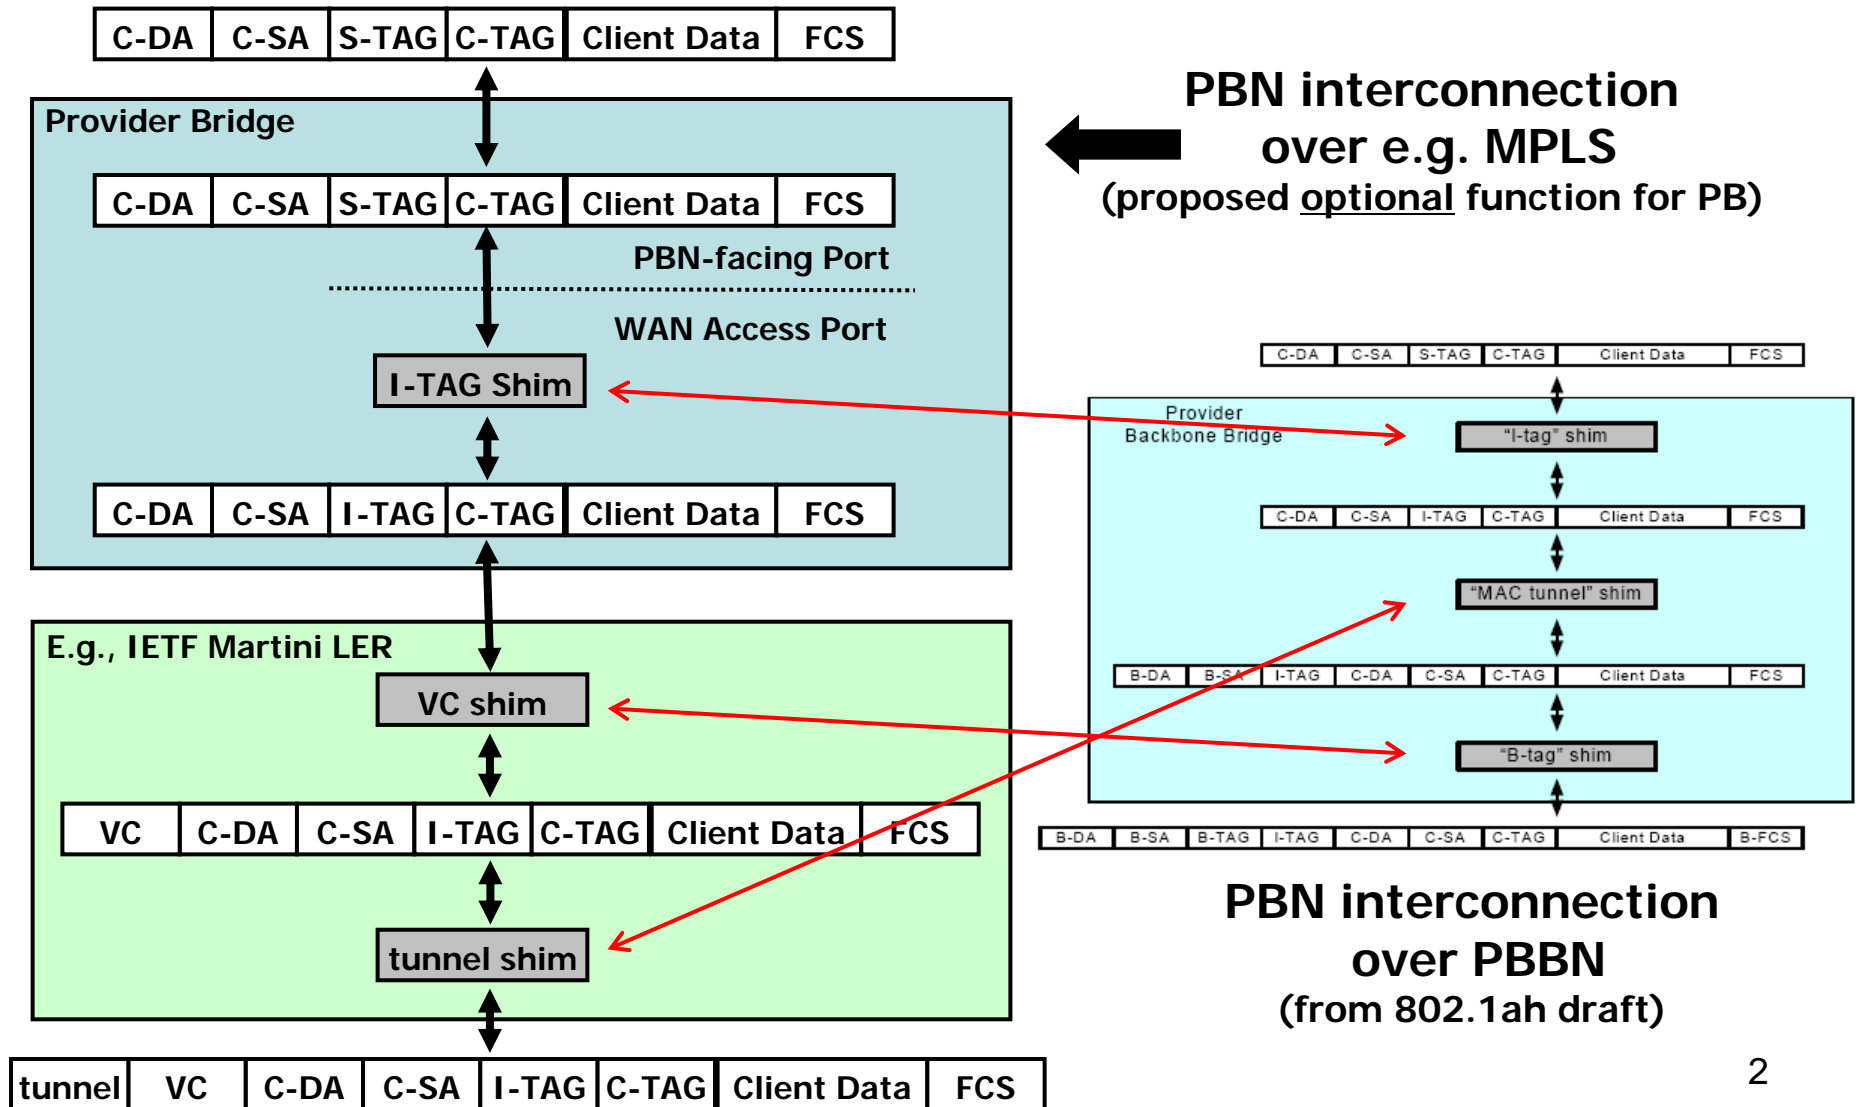 C-DA C-SA S-TAG C-TAG Client Data FCS
Provider Bridge
C-DA C-SA S-TAG C-TAG Client Data FCS
PBN-facing Port
WAN Access Port
I-TAG Shim
C-DA C-SA I-TAG C-TAG Client Data FCS
E.g., IETF Martini LER
VC shim
VC C-DA C-SA I-TAG C-TAG Client Data FCS
tunnel shim
tunnel VC C-DA C-SA I-TAG C-TAG Client Data FCS
PBN interconnection
over e.g. MPLS
(proposed optional function for PB)
C-DA C-SA S-TAG C-TAG Client Data FCS
Provider
Backbone Bridge
"I-tag" shim
C-DA C-SA I-TAG C-TAG Client Data FCS
"MAC tunnel" shim
B-DA B-SA I-TAG C-DA C-SA C-TAG Client Data FCS
"B-tag" shim
B-DA B-SA B-TAG I-TAG C-DA C-SA C-TAG Client Data B-FCS
PBN interconnection
over PBBN
(from 802.1ah draft)
2